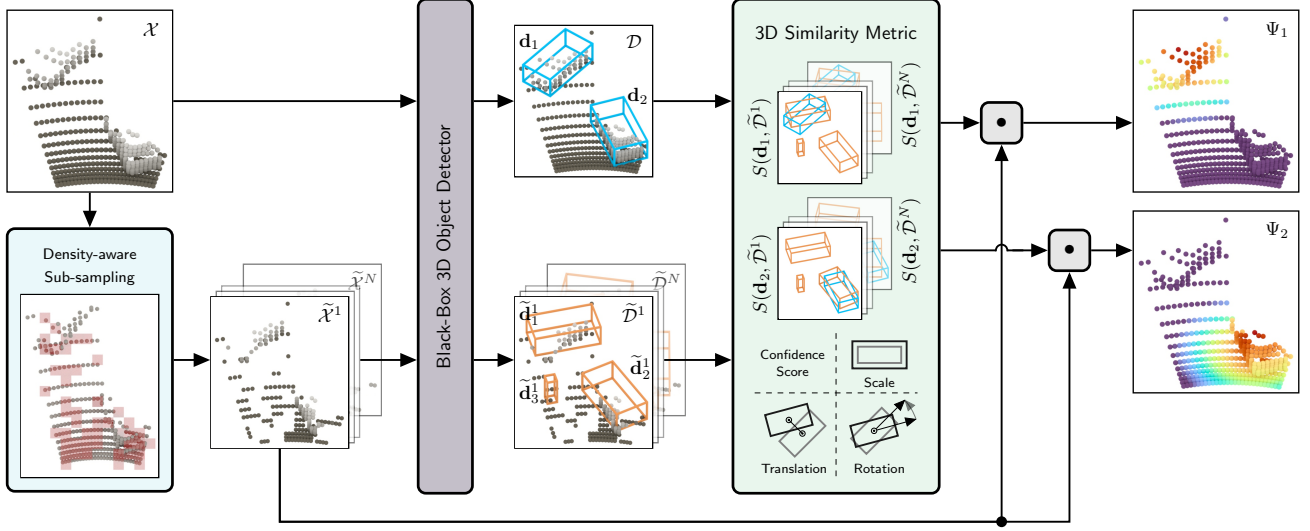 𝒳
Density-aware
Sub-sampling
𝒳̃ᴺ
𝒳̃¹
Black-Box 3D Object Detector
𝐝₁
𝒟
𝐝₂
𝒟̃ᴺ
𝐝̃₁¹
𝒟̃¹
𝐝̃₂¹
𝐝̃₃¹
3D Similarity Metric
S(𝐝₁, 𝒟̃¹)
S(𝐝₁, 𝒟̃ᴺ)
S(𝐝₂, 𝒟̃¹)
S(𝐝₂, 𝒟̃ᴺ)
Confidence
Score
Scale
Translation
Rotation
Ψ₁
Ψ₂